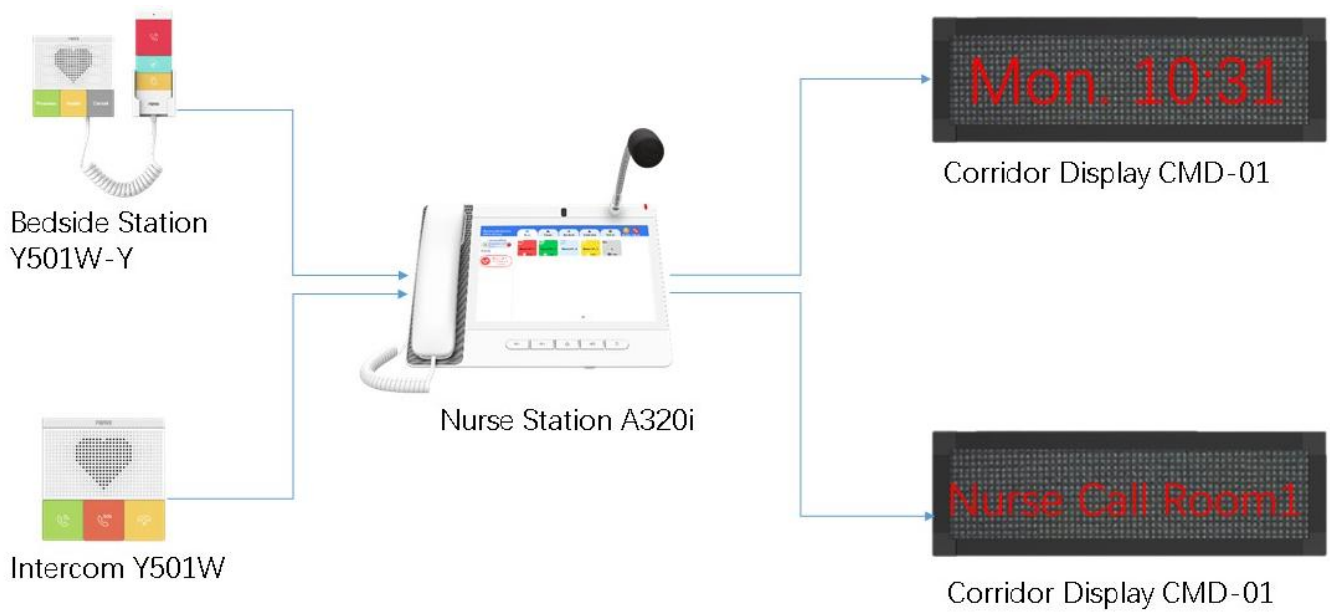 Mon. 10:31
Corridor Display CMD-01
Bedside Station
Y501W-Y
Nurse Station A320i
Nurse Call Room1
Intercom Y501W
Corridor Display CMD-01